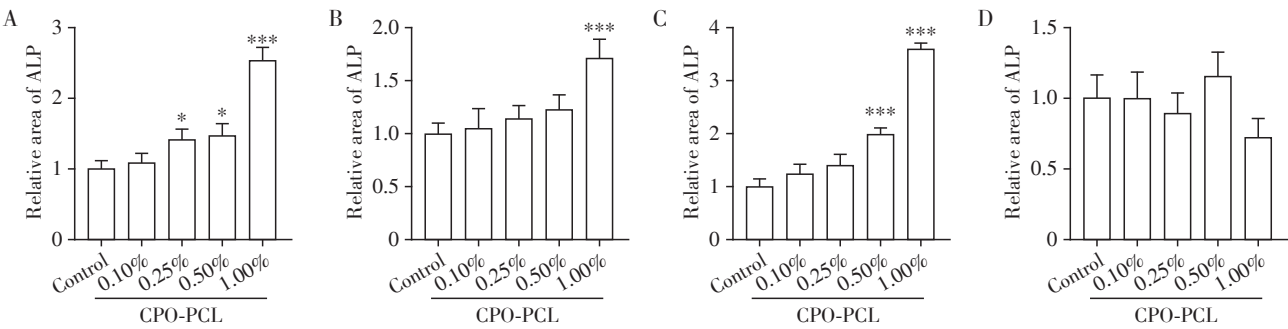 A
Relative area of ALP
3
2
1
0
*
*
***
Control
0.10%
0.25%
0.50%
1.00%
CPO-PCL
B
Relative area of ALP
2.0
1.5
1.0
0.5
0
***
Control
0.10%
0.25%
0.50%
1.00%
CPO-PCL
C
Relative area of ALP
4
3
2
1
0
***
***
Control
0.10%
0.25%
0.50%
1.00%
CPO-PCL
D
Relative area of ALP
1.5
1.0
0.5
0
Control
0.10%
0.25%
0.50%
1.00%
CPO-PCL